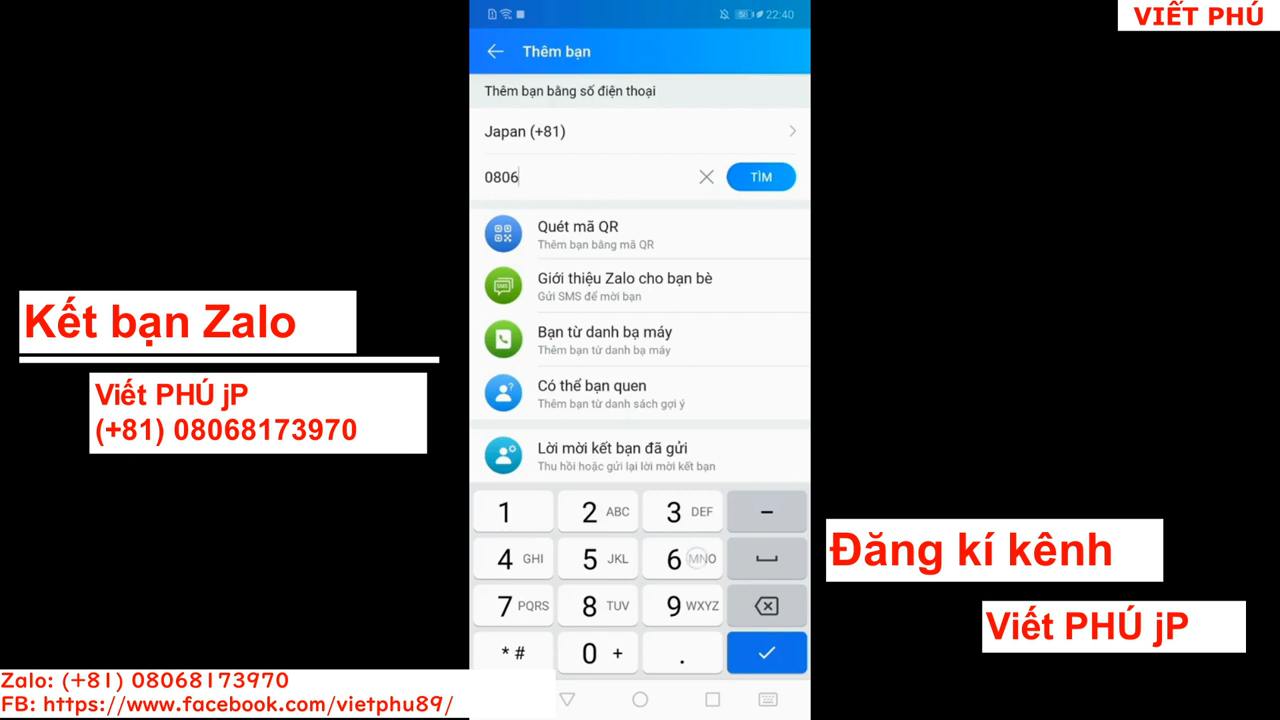 VIẾT PHÚ
58
22:40
Thêm bạn
Thêm bạn bằng số điện thoại
Japan (+81)
0806
TÌM
Quét mã QR
Thêm bạn bằng mã QR
SMS
Giới thiệu Zalo cho bạn bè
Gửi SMS để mời bạn
Bạn từ danh bạ máy
Thêm bạn từ danh bạ máy
Có thể bạn quen
Thêm bạn từ danh sách gợi ý
Lời mời kết bạn đã gửi
Thu hồi hoặc gửi lại lời mời kết bạn
Kết bạn Zalo
Viết PHÚ jP
(+81) 08068173970
1 2 ABC 3 DEF –
4 GHI 5 JKL 6 MNO
7 PQRS 8 TUV 9 WXYZ
* # 0 + .
Đăng kí kênh
Viết PHÚ jP
Zalo: (+81) 08068173970
FB: https://www.facebook.com/vietphu89/